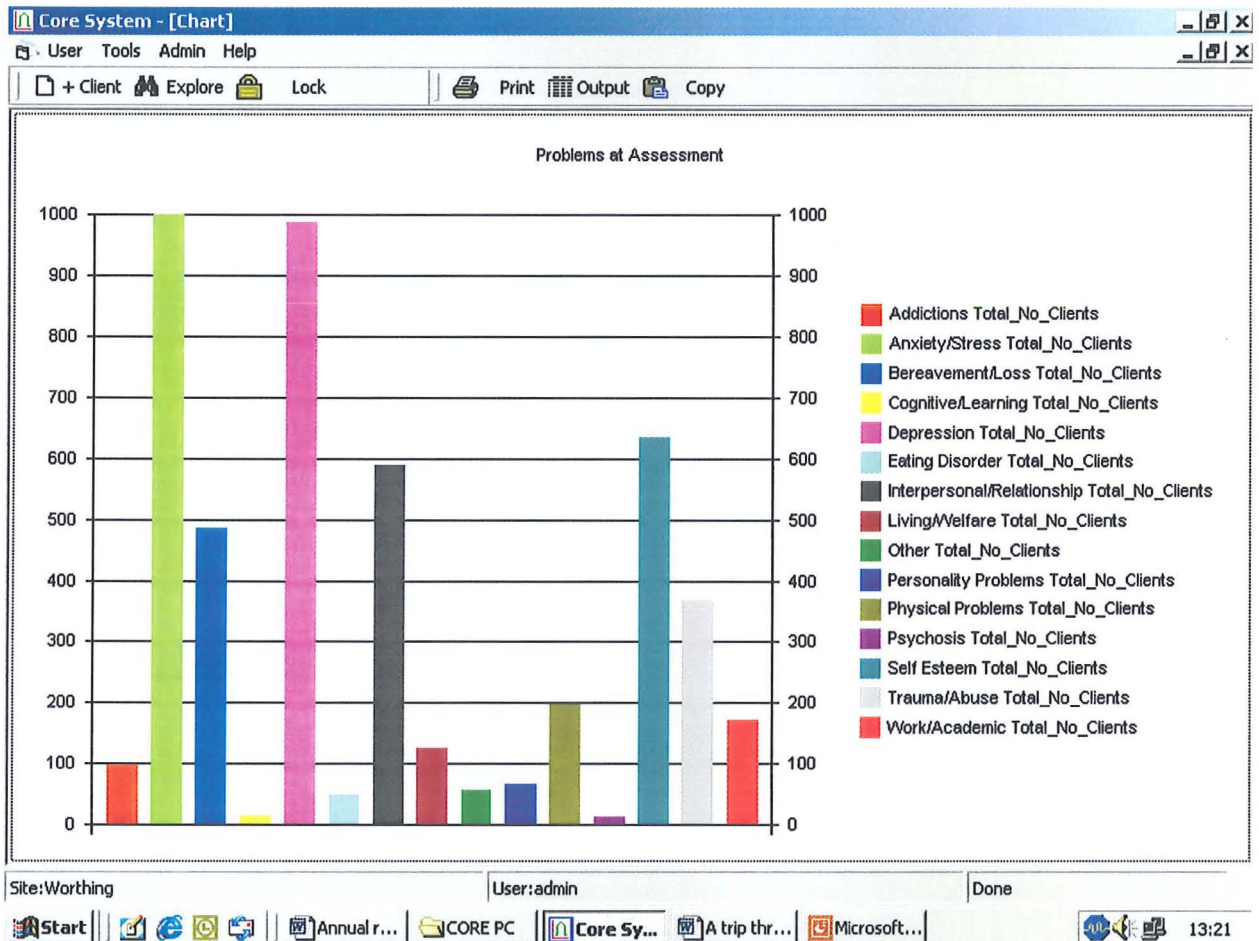 Core System - [Chart]
User Tools Admin Help
+ Client Explore Lock Print Output Copy
Problems at Assessment
1000 1000
900 900
800 800
700 700
600 600
500 500
400 400
300 300
200 200
100 100
0 0
Addictions Total_No_Clients
Anxiety/Stress Total_No_Clients
Bereavement/Loss Total_No_Clients
Cognitive/Learning Total_No_Clients
Depression Total_No_Clients
Eating Disorder Total_No_Clients
Interpersonal/Relationship Total_No_Clients
Living/Welfare Total_No_Clients
Other Total_No_Clients
Personality Problems Total_No_Clients
Physical Problems Total_No_Clients
Psychosis Total_No_Clients
Self Esteem Total_No_Clients
Trauma/Abuse Total_No_Clients
Work/Academic Total_No_Clients
Site:Worthing User:admin Done
Start Annual r... CORE PC Core Sy... A trip thr... Microsoft... 13:21